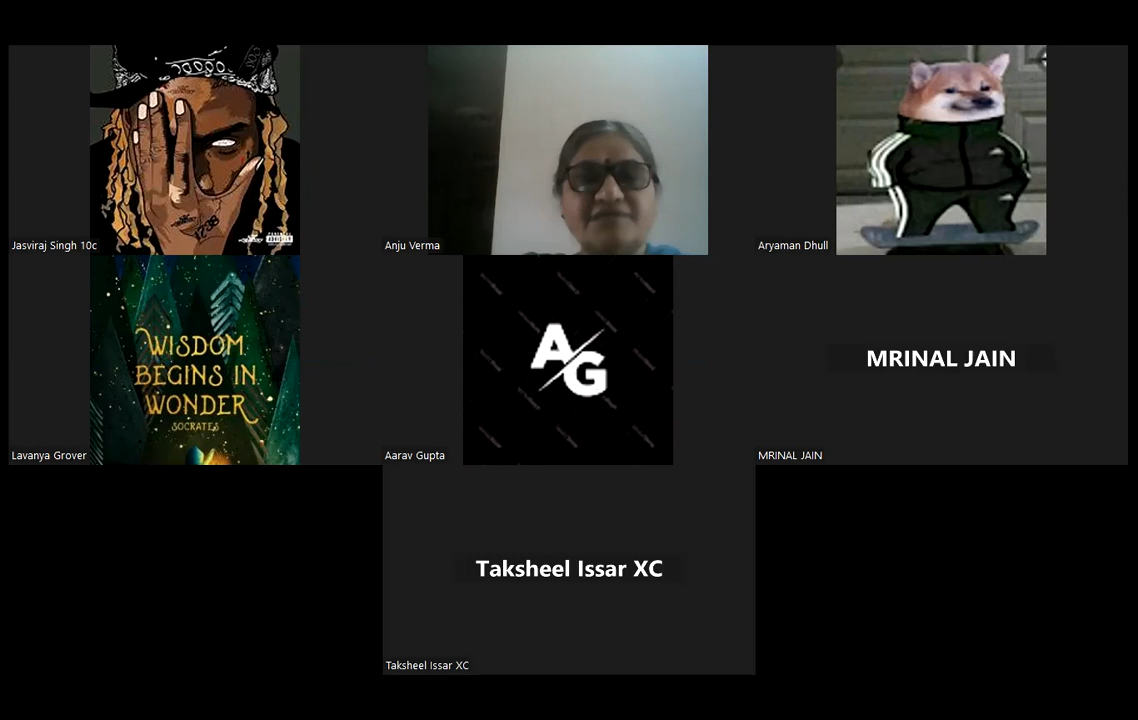 Jasviraj Singh 10c
Anju Verma
Aryaman Dhull
WISDOM
BEGINS IN
WONDER
SOCRATES
Lavanya Grover
AG
Aarav Gupta
MRINAL JAIN
MRINAL JAIN
Taksheel Issar XC
Taksheel Issar XC